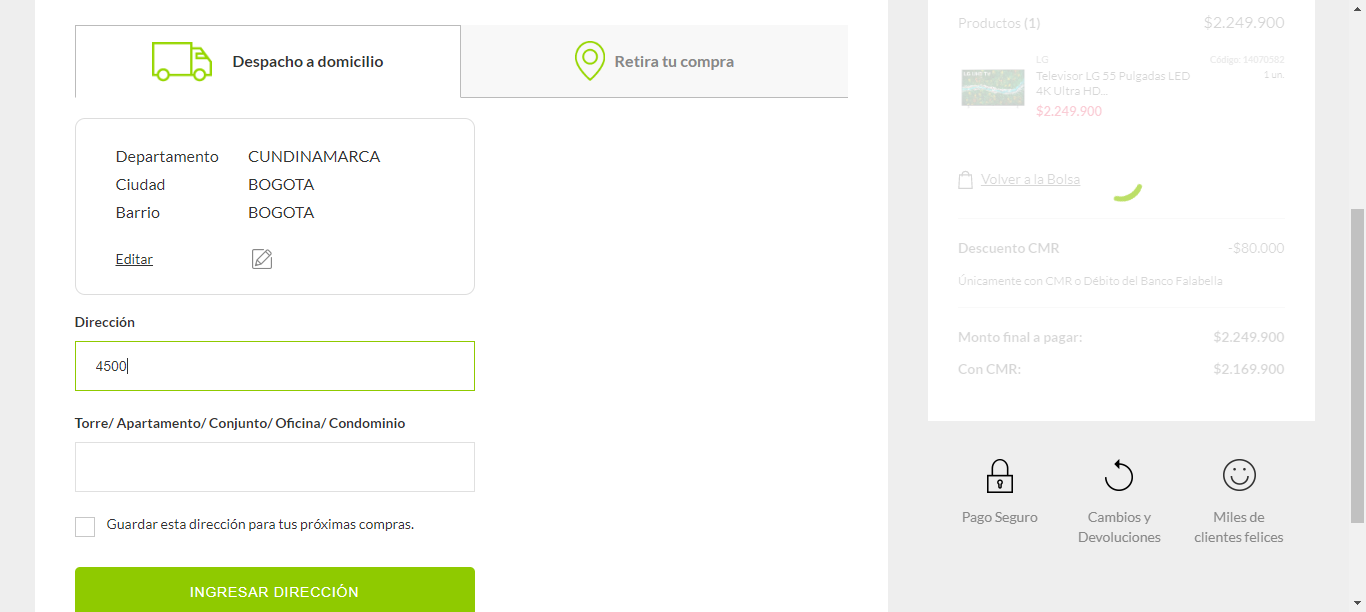 Despacho a domicilio
Retira tu compra
Departamento CUNDINAMARCA
Ciudad BOGOTA
Barrio BOGOTA
Editar
Dirección
4500
Torre/ Apartamento/ Conjunto/ Oficina/ Condominio
Guardar esta dirección para tus próximas compras.
INGRESAR DIRECCIÓN
Productos (1) $2.249.900
LG Código: 14070582
Televisor LG 55 Pulgadas LED 1 un.
4K Ultra HD...
$2.249.900
Volver a la Bolsa
Descuento CMR -$80.000
Únicamente con CMR o Débito del Banco Falabella
Monto final a pagar: $2.249.900
Con CMR: $2.169.900
Pago Seguro
Cambios y
Devoluciones
Miles de
clientes felices